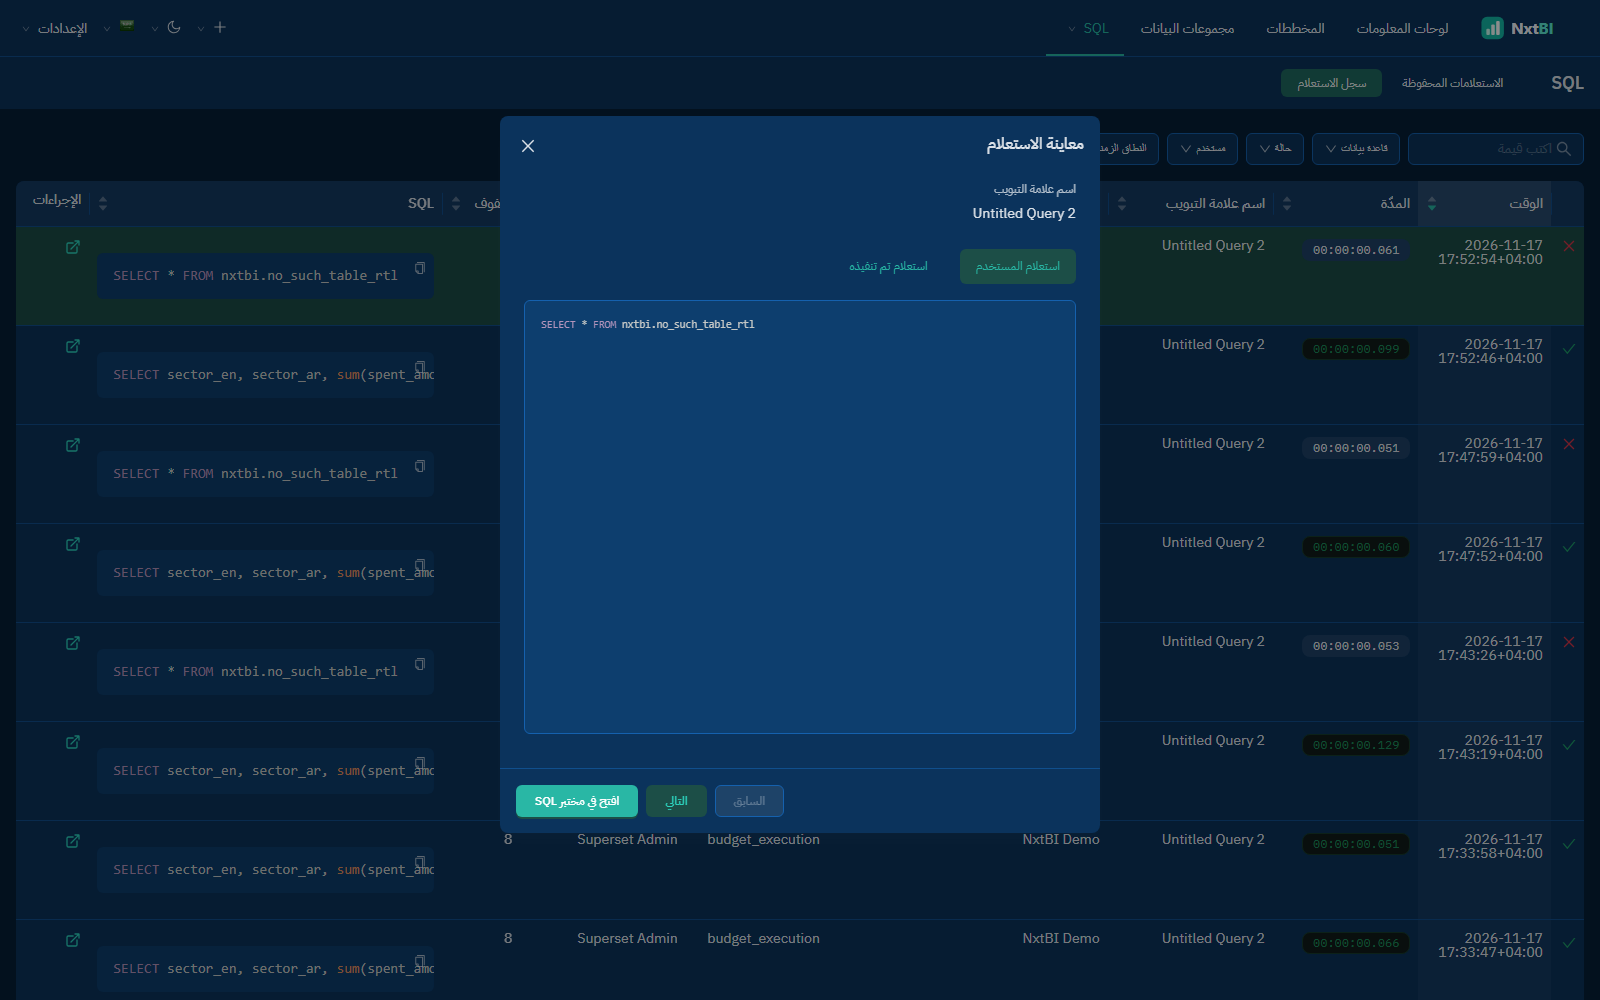 NxtBI
لوحات المعلومات
المخططات
مجموعات البيانات
SQL
الإعدادات
SQL
الاستعلامات المحفوظة
سجل الاستعلام
اكتب قيمة
قاعدة بيانات
حالة
مستخدم
معاينة الاستعلام
اسم علامة التبويب
Untitled Query 2
استعلام المستخدم
استعلام تم تنفيذه
SELECT * FROM nxtbi.no_such_table_rtl
السابق
التالي
افتح في مختبر SQL
الوقت
المدّة
اسم علامة التبويب
SQL
الإجراءات
2026-11-17
17:52:54+04:00
00:00:00.061
Untitled Query 2
SELECT * FROM nxtbi.no_such_table_rtl
2026-11-17
17:52:46+04:00
00:00:00.099
Untitled Query 2
SELECT sector_en, sector_ar, sum(spent_amo
2026-11-17
17:47:59+04:00
00:00:00.051
Untitled Query 2
SELECT * FROM nxtbi.no_such_table_rtl
2026-11-17
17:47:52+04:00
00:00:00.060
Untitled Query 2
SELECT sector_en, sector_ar, sum(spent_amo
2026-11-17
17:43:26+04:00
00:00:00.053
Untitled Query 2
SELECT * FROM nxtbi.no_such_table_rtl
2026-11-17
17:43:19+04:00
00:00:00.129
Untitled Query 2
SELECT sector_en, sector_ar, sum(spent_amo
2026-11-17
17:33:58+04:00
00:00:00.051
Untitled Query 2
NxtBI Demo
budget_execution
Superset Admin
8
SELECT sector_en, sector_ar, sum(spent_amo
2026-11-17
17:33:47+04:00
00:00:00.066
Untitled Query 2
NxtBI Demo
budget_execution
Superset Admin
8
SELECT sector_en, sector_ar, sum(spent_amo